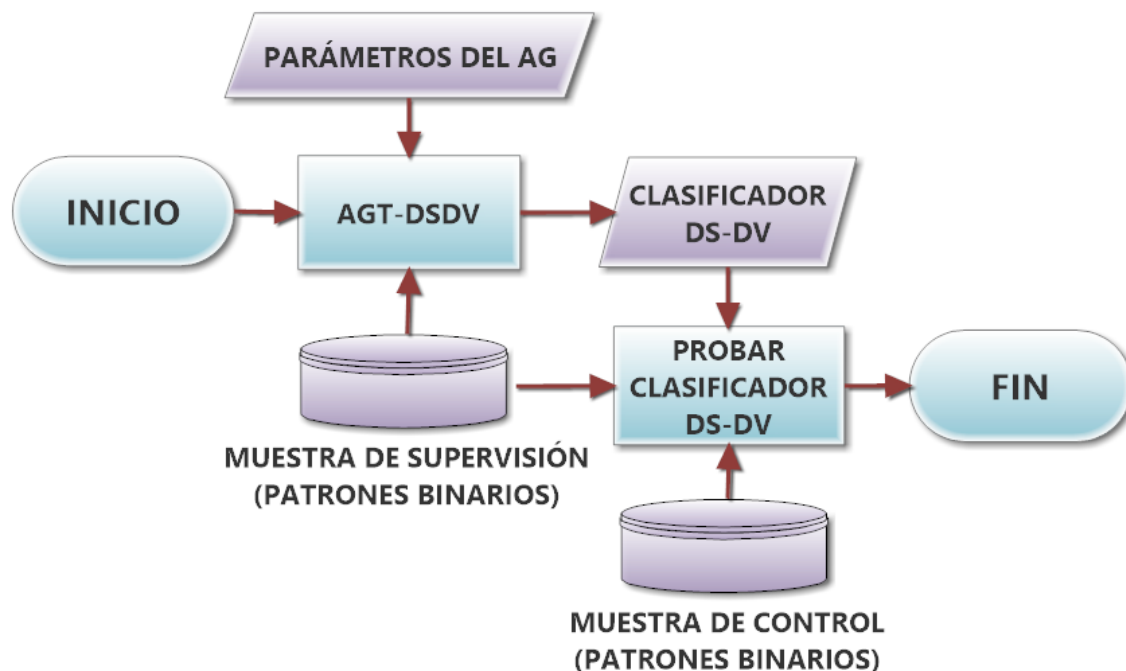 PARÁMETROS DEL AG
INICIO
AGT-DSDV
CLASIFICADOR
DS-DV
PROBAR
CLASIFICADOR
DS-DV
FIN
MUESTRA DE SUPERVISIÓN
(PATRONES BINARIOS)
MUESTRA DE CONTROL
(PATRONES BINARIOS)